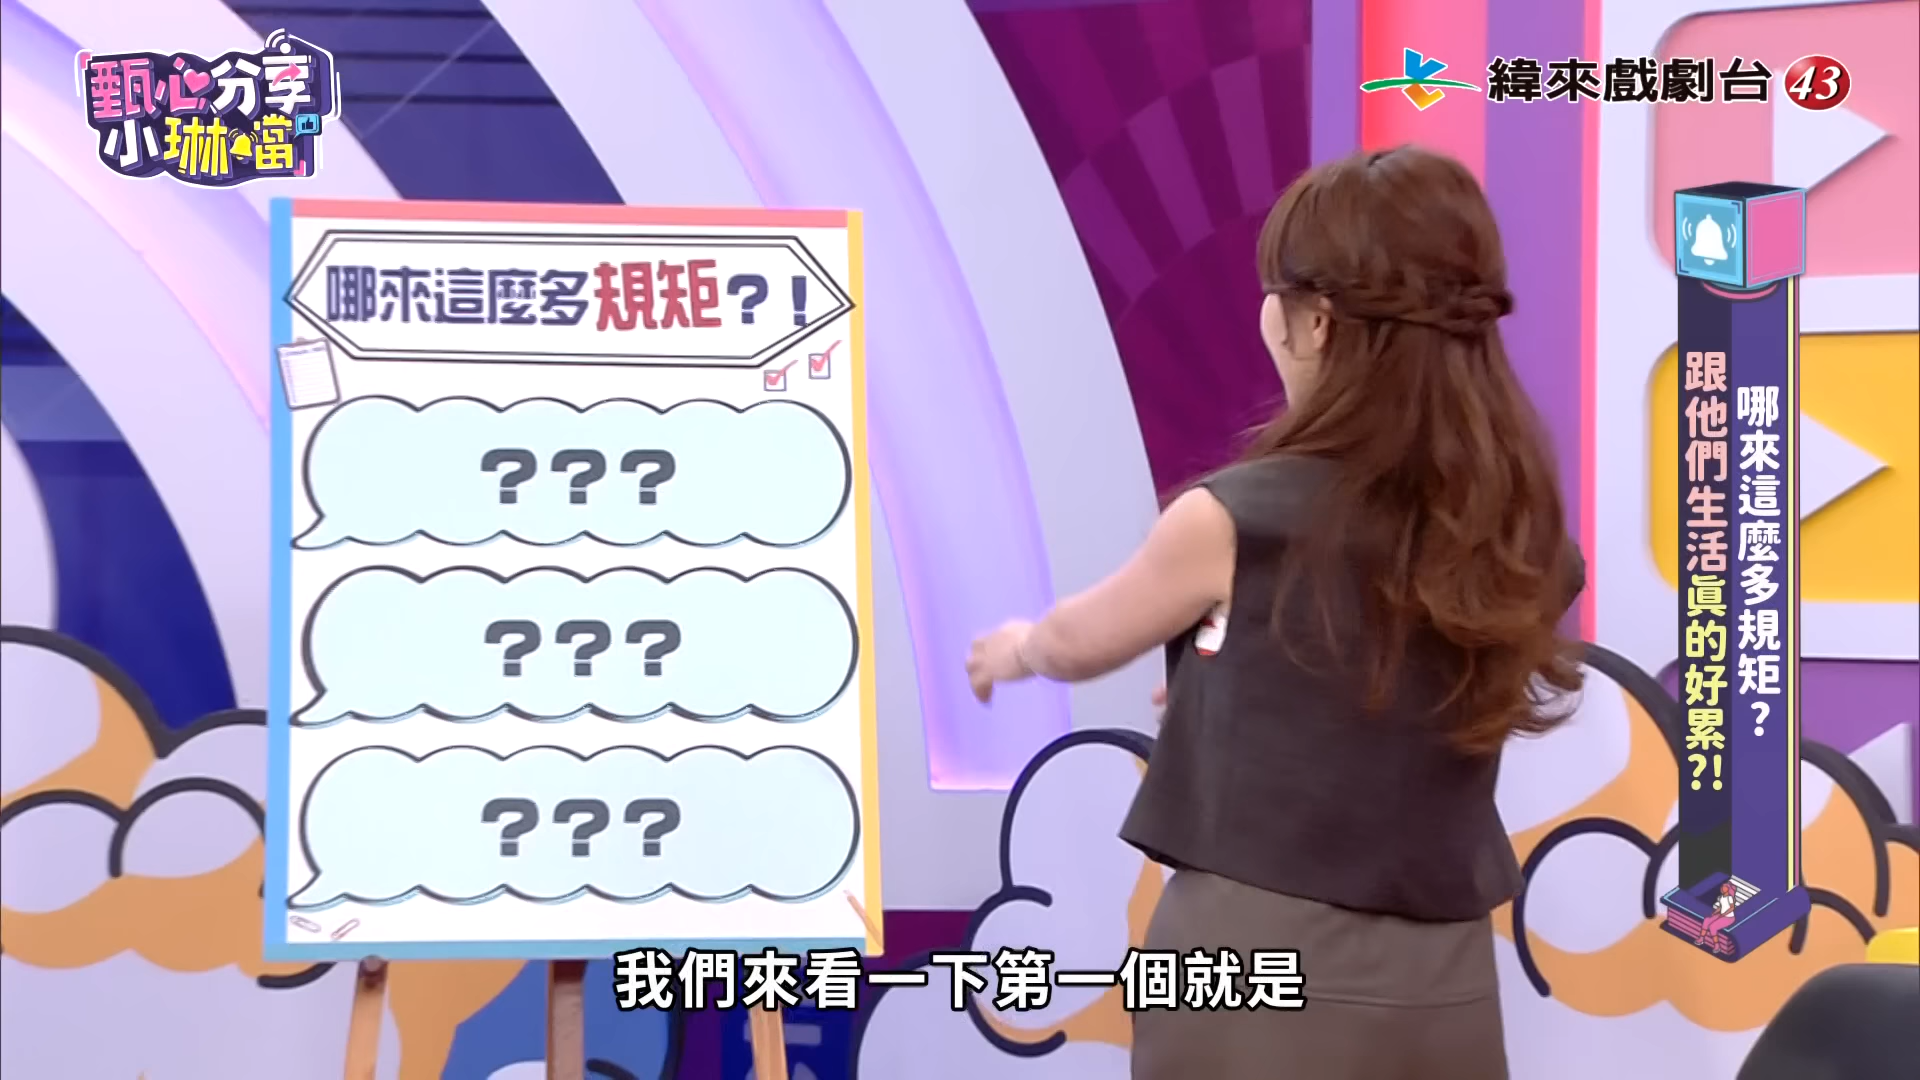 甄心分享
小琳噹
緯來戲劇台 43
哪來這麼多規矩?!
???
???
???
哪來這麼多規矩?
跟他們生活真的好累?!
我們來看一下第一個就是